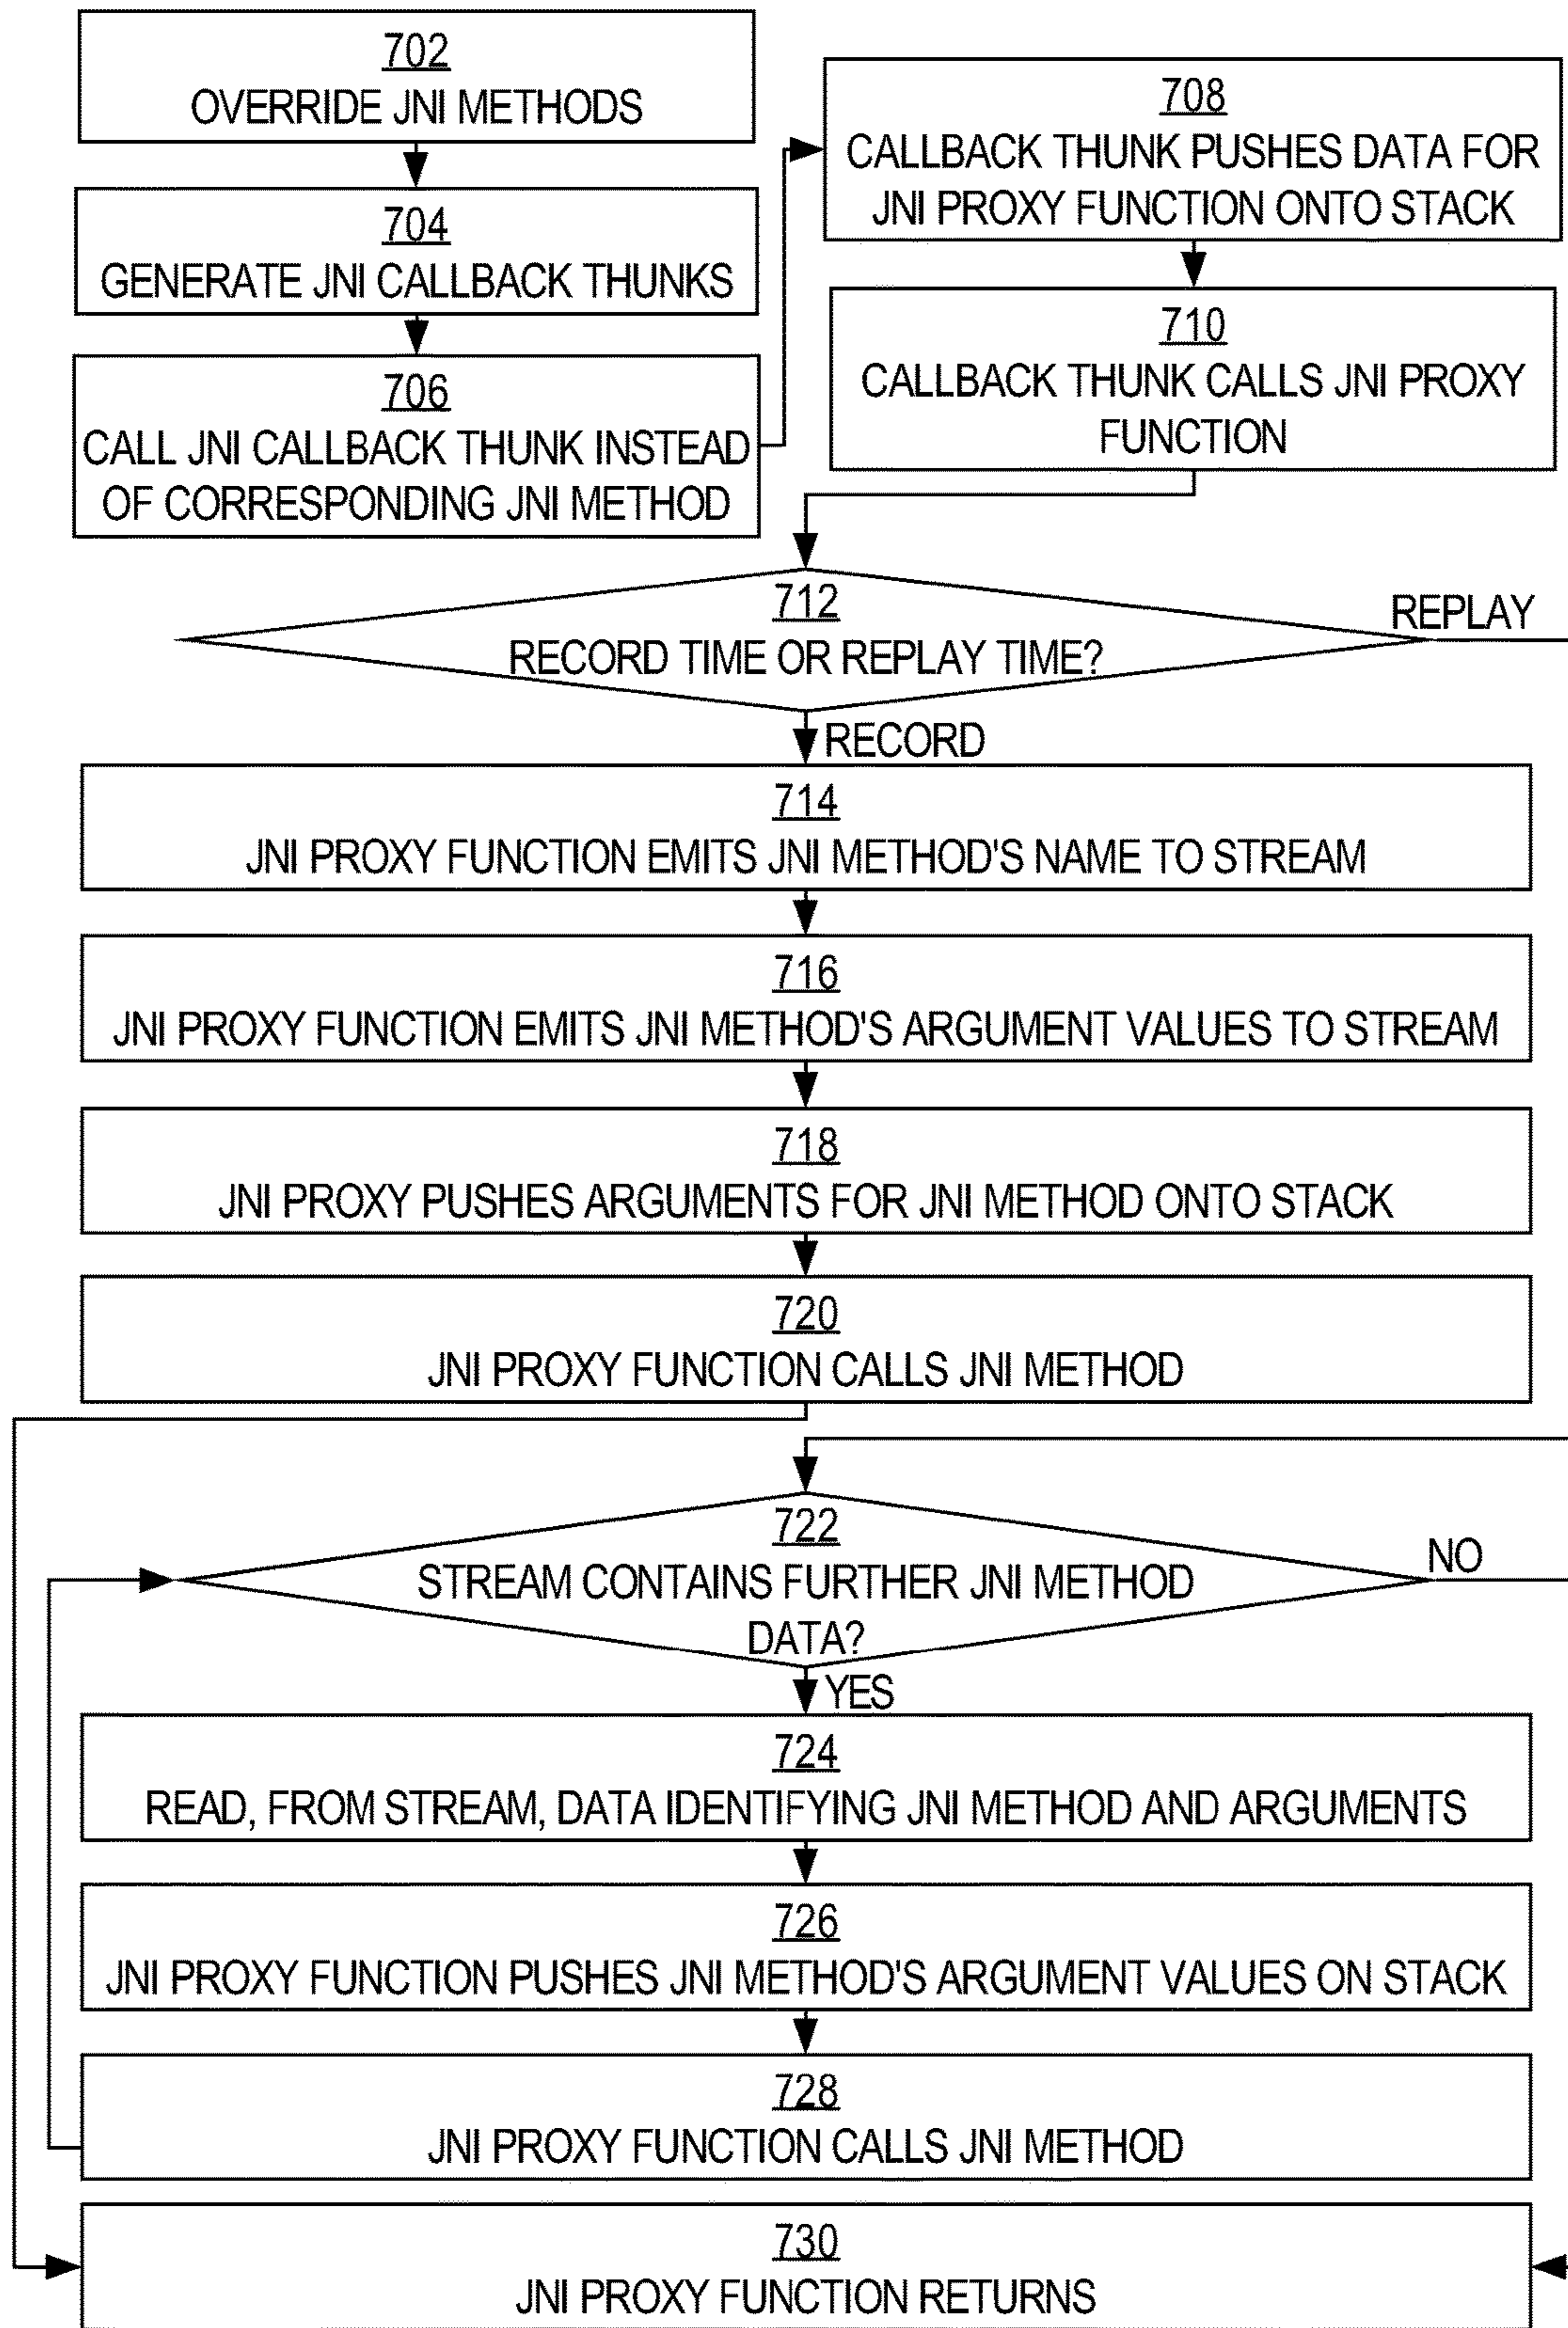 702
OVERRIDE JNI METHODS
704
GENERATE JNI CALLBACK THUNKS
706
CALL JNI CALLBACK THUNK INSTEAD
OF CORRESPONDING JNI METHOD
708
CALLBACK THUNK PUSHES DATA FOR
JNI PROXY FUNCTION ONTO STACK
710
CALLBACK THUNK CALLS JNI PROXY
FUNCTION
712
RECORD TIME OR REPLAY TIME?
REPLAY
RECORD
714
JNI PROXY FUNCTION EMITS JNI METHOD'S NAME TO STREAM
716
JNI PROXY FUNCTION EMITS JNI METHOD'S ARGUMENT VALUES TO STREAM
718
JNI PROXY PUSHES ARGUMENTS FOR JNI METHOD ONTO STACK
720
JNI PROXY FUNCTION CALLS JNI METHOD
722
STREAM CONTAINS FURTHER JNI METHOD
DATA?
NO
YES
724
READ, FROM STREAM, DATA IDENTIFYING JNI METHOD AND ARGUMENTS
726
JNI PROXY FUNCTION PUSHES JNI METHOD'S ARGUMENT VALUES ON STACK
728
JNI PROXY FUNCTION CALLS JNI METHOD
730
JNI PROXY FUNCTION RETURNS